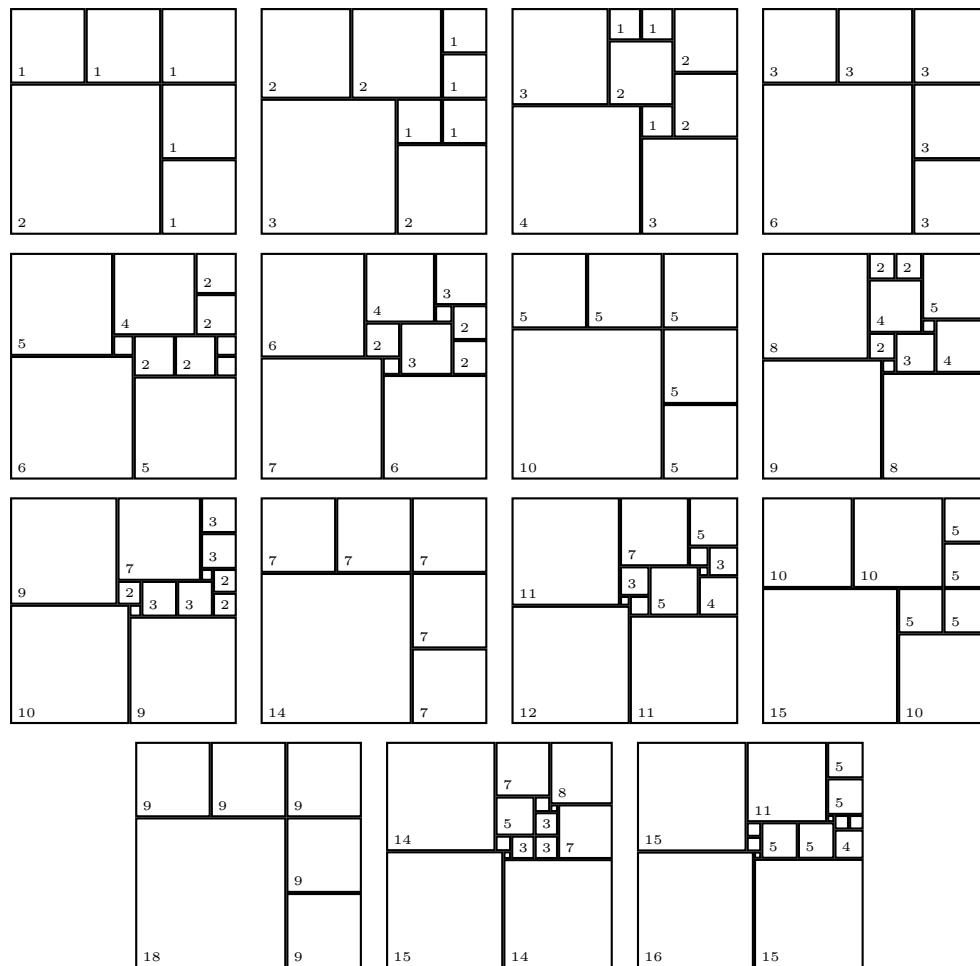 1 1 1 1 1 2 3 3 3
2 2 1 3 2 2
1 1 1 2 3
1 1 4 1 2 3 6 3
2 1
3 2 3
2 3 2 2 5
5 4 2 6 4 2 5 5 5 8 4
2 2 2 3 2 5 2 3 4
6 5 7 6 10 5 9 8
3 5 5
9 7 3 7 7 7 11 7 3 10 10 5
2 3 3 2 3 5 4 5 5
2 7
10 9 14 7 12 11 15 10
9 9 9 7 8 11 5
14 5 3 15 5
9 3 3 7 5 5 4
18 9 15 14 16 15